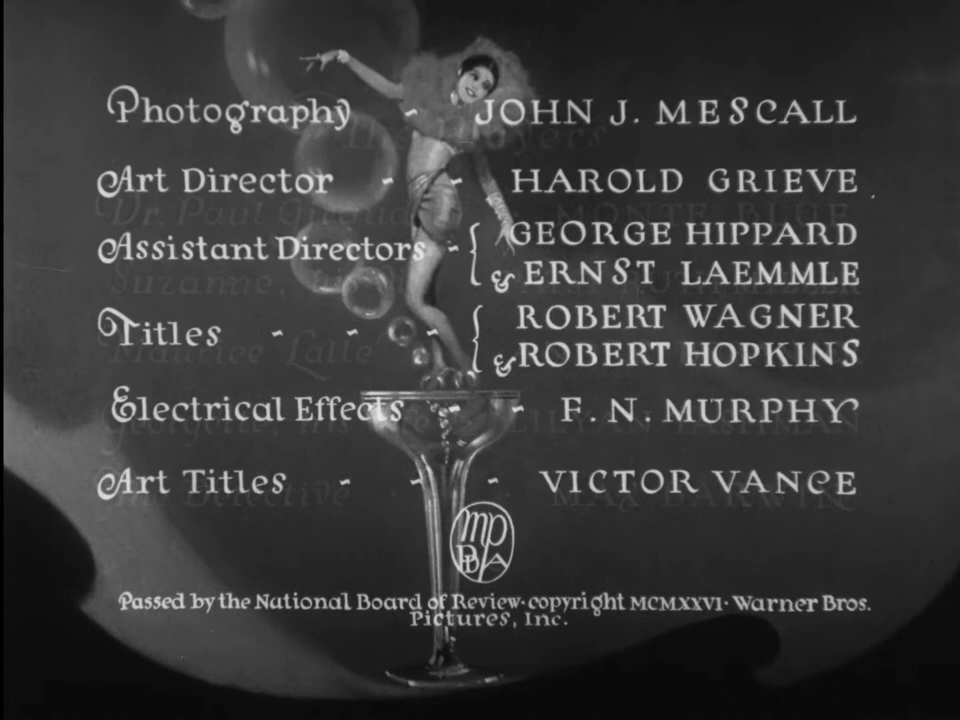 Photography - JOHN J. MESCALL
Art Director - - HAROLD GRIEVE
Assistant Directors - { GEORGE HIPPARD
& ERNST LAEMMLE
Titles - - - { ROBERT WAGNER
& ROBERT HOPKINS
Electrical Effects - - F. N. MURPHY
Art Titles - - - VICTOR VANCE
MPPDA
Passed by the National Board of Review · copyright MCMXXVI · Warner Bros.
Pictures, Inc.